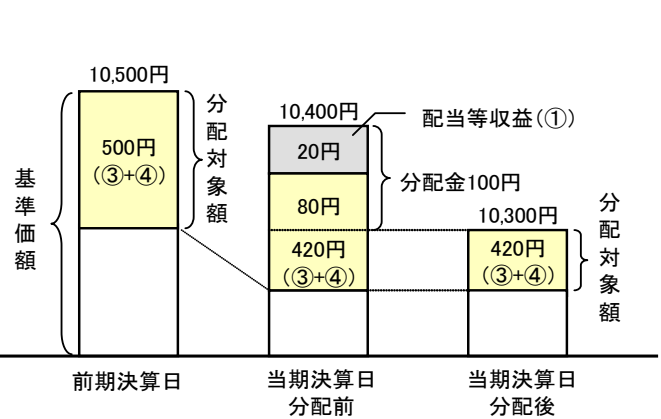 10,500円
500円
（③+④）
分配対象額
基準価額
10,400円
配当等収益（①）
20円
分配金100円
80円
420円
（③+④）
10,300円
420円
（③+④）
分配対象額
前期決算日
当期決算日
分配前
当期決算日
分配後